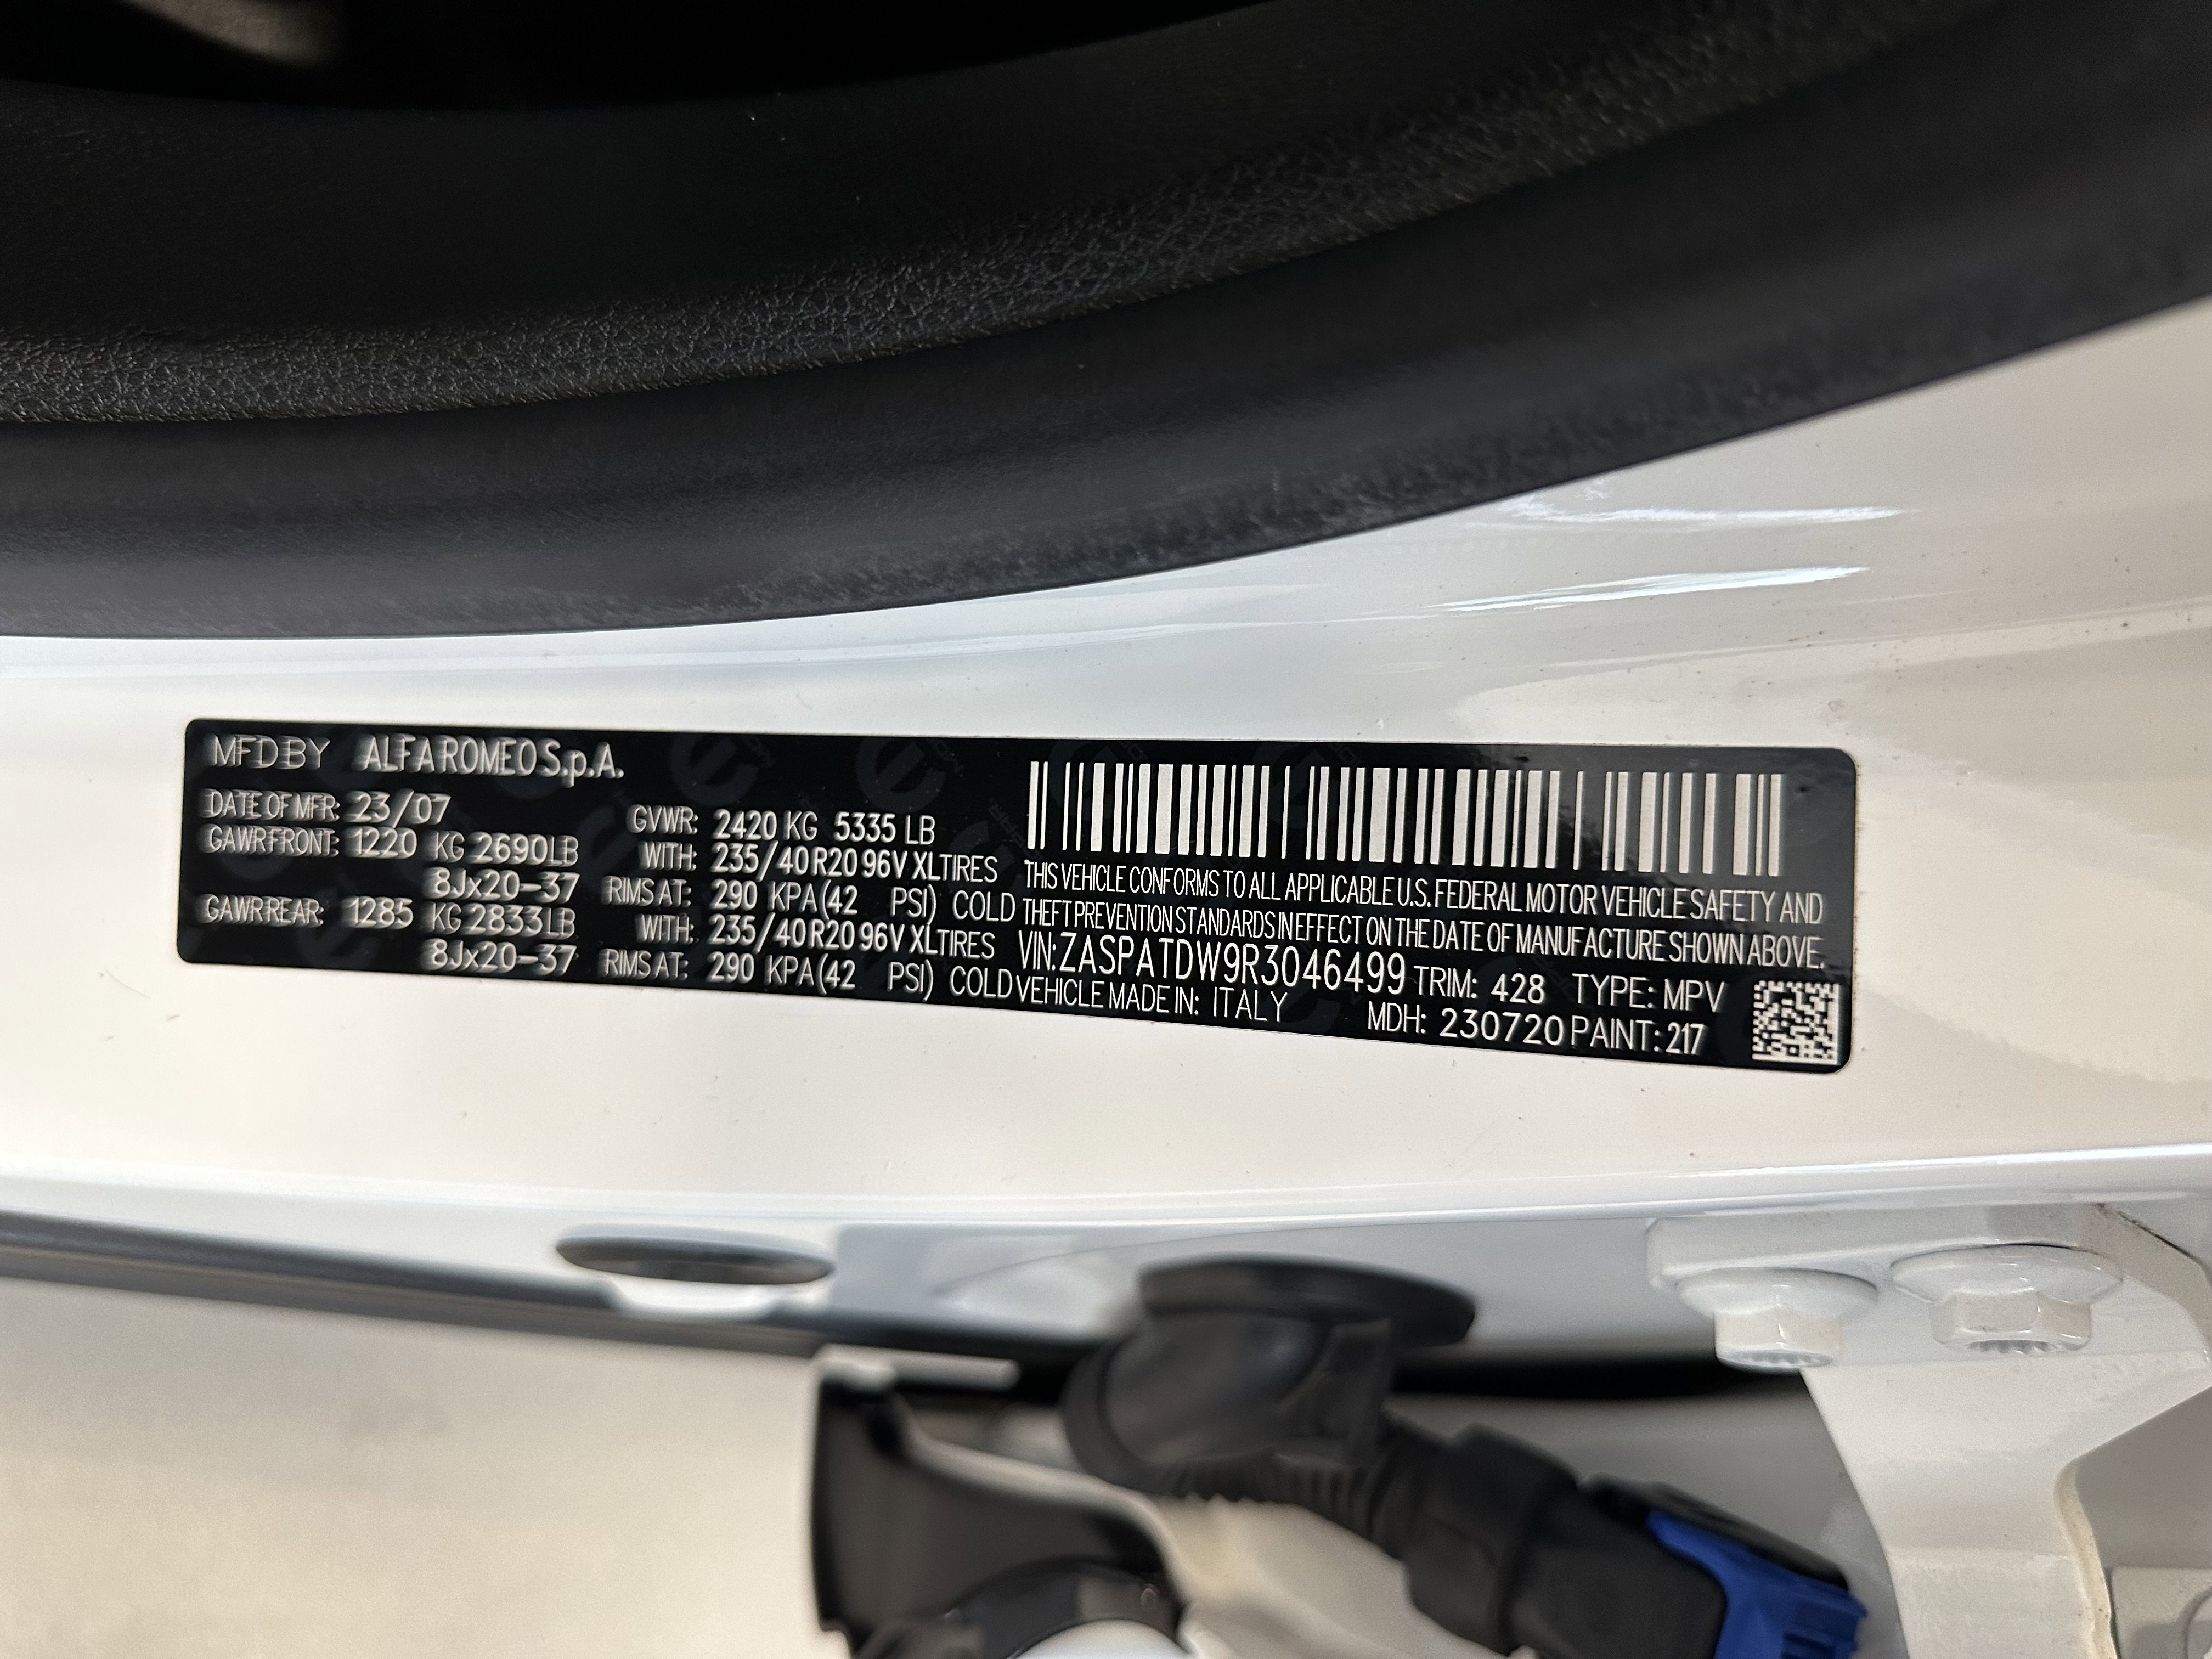 MFD BY ALFA ROMEO S.p.A.
DATE OF MFR: 23/07 GVWR: 2420 KG 5335 LB
GAWR FRONT: 1220 KG 2690 LB WITH: 235/40 R20 96V XL TIRES
8Jx20-37 RIMS AT: 290 KPA (42 PSI) COLD
GAWR REAR: 1285 KG 2833 LB WITH: 235/40 R20 96V XL TIRES
8Jx20-37 RIMS AT: 290 KPA (42 PSI) COLD
THIS VEHICLE CONFORMS TO ALL APPLICABLE U.S. FEDERAL MOTOR VEHICLE SAFETY AND
THEFT PREVENTION STANDARDS IN EFFECT ON THE DATE OF MANUFACTURE SHOWN ABOVE.
VIN: ZASPATDW9R3046499 TRIM: 428 TYPE: MPV
VEHICLE MADE IN: ITALY MDH: 230720 PAINT: 217